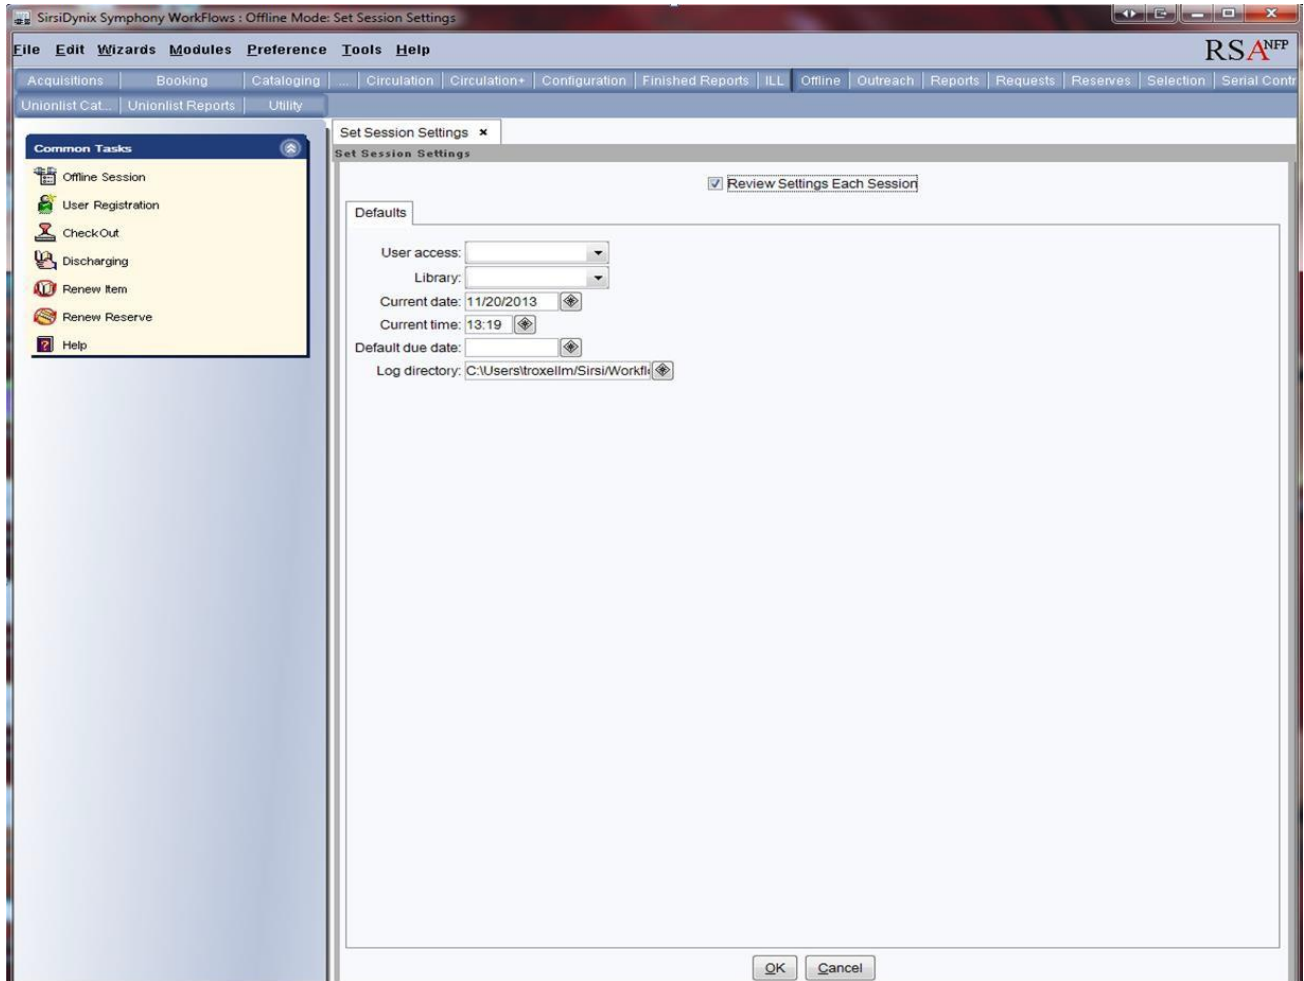 SirsiDynix Symphony WorkFlows : Offline Mode: Set Session Settings
File Edit Wizards Modules Preference Tools Help
RSA NFP
Acquisitions Booking Cataloging ... Circulation Circulation+ Configuration Finished Reports ILL Offline Outreach Reports Requests Reserves Selection Serial Contr
Unionlist Cat... Unionlist Reports Utility
Set Session Settings
Common Tasks
Set Session Settings
Offline Session
User Registration
CheckOut
Discharging
Renew Item
Renew Reserve
Help
Review Settings Each Session
Defaults
User access:
Library:
Current date: 11/20/2013
Current time: 13:19
Default due date:
Log directory: C:\Users\troxellm/Sirsi/Workfl
OK Cancel